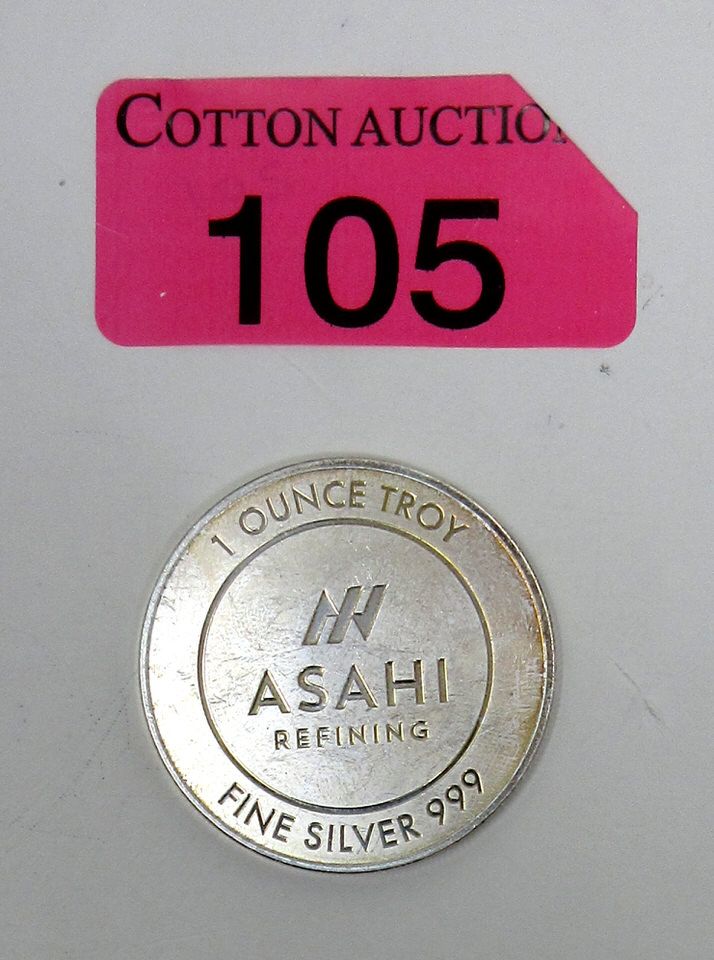 COTTON AUCTIO
105
1 OUNCE TROY
ASAHI
REFINING
FINE SILVER 999